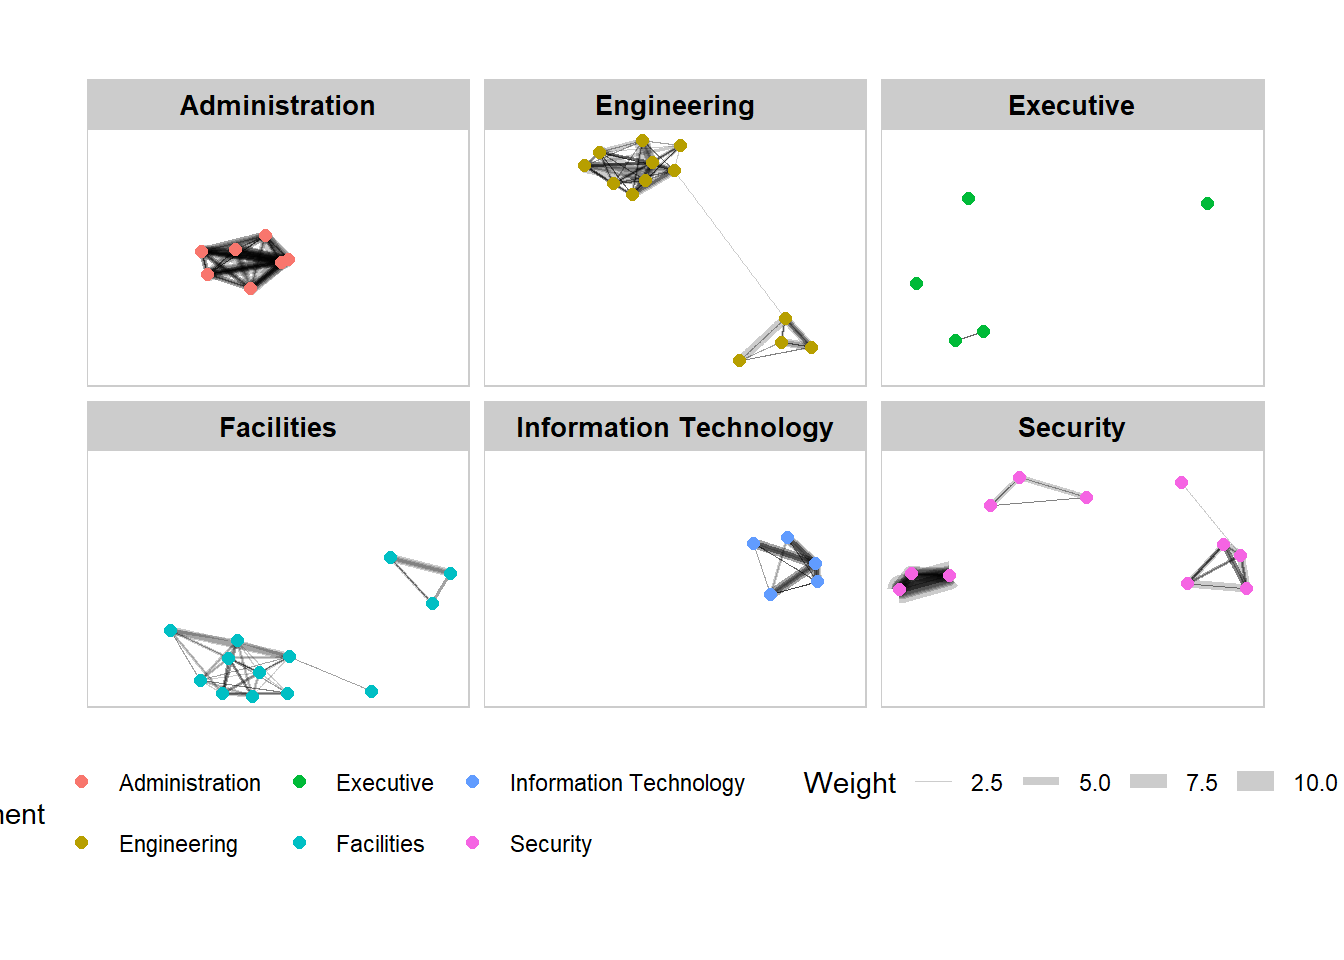 Administration Engineering Executive
Facilities Information Technology Security
Administration Executive Information Technology Weight 2.5 5.0 7.5 10.0
Engineering Facilities Security